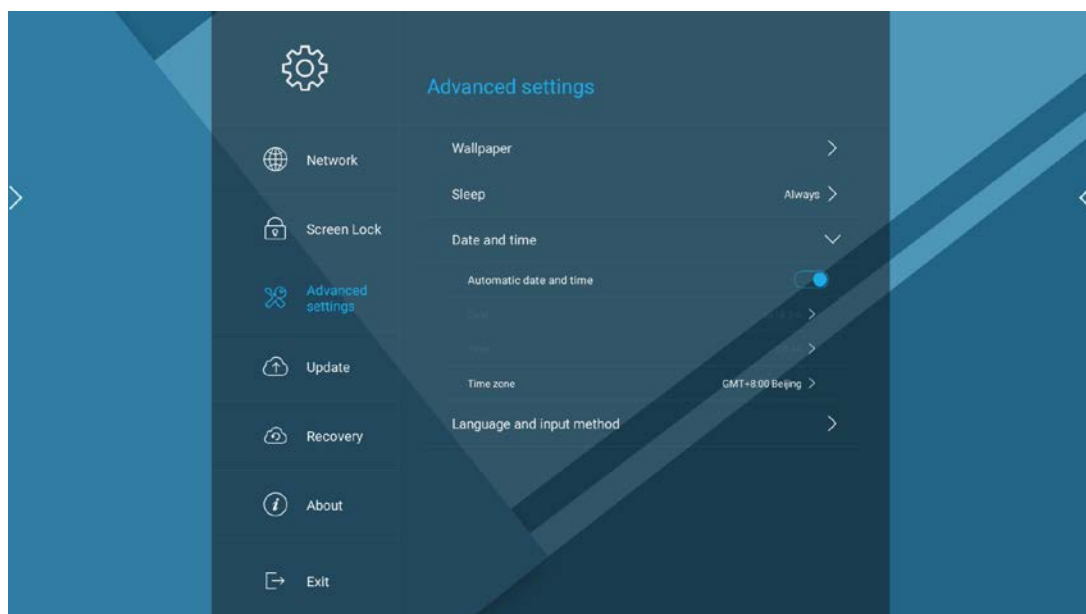 Advanced settings
Network
Screen Lock
Advanced
settings
Update
Recovery
About
Exit
Wallpaper
Sleep Always
Date and time
Automatic date and time
Time zone GMT+8:00 Beijing
Language and input method